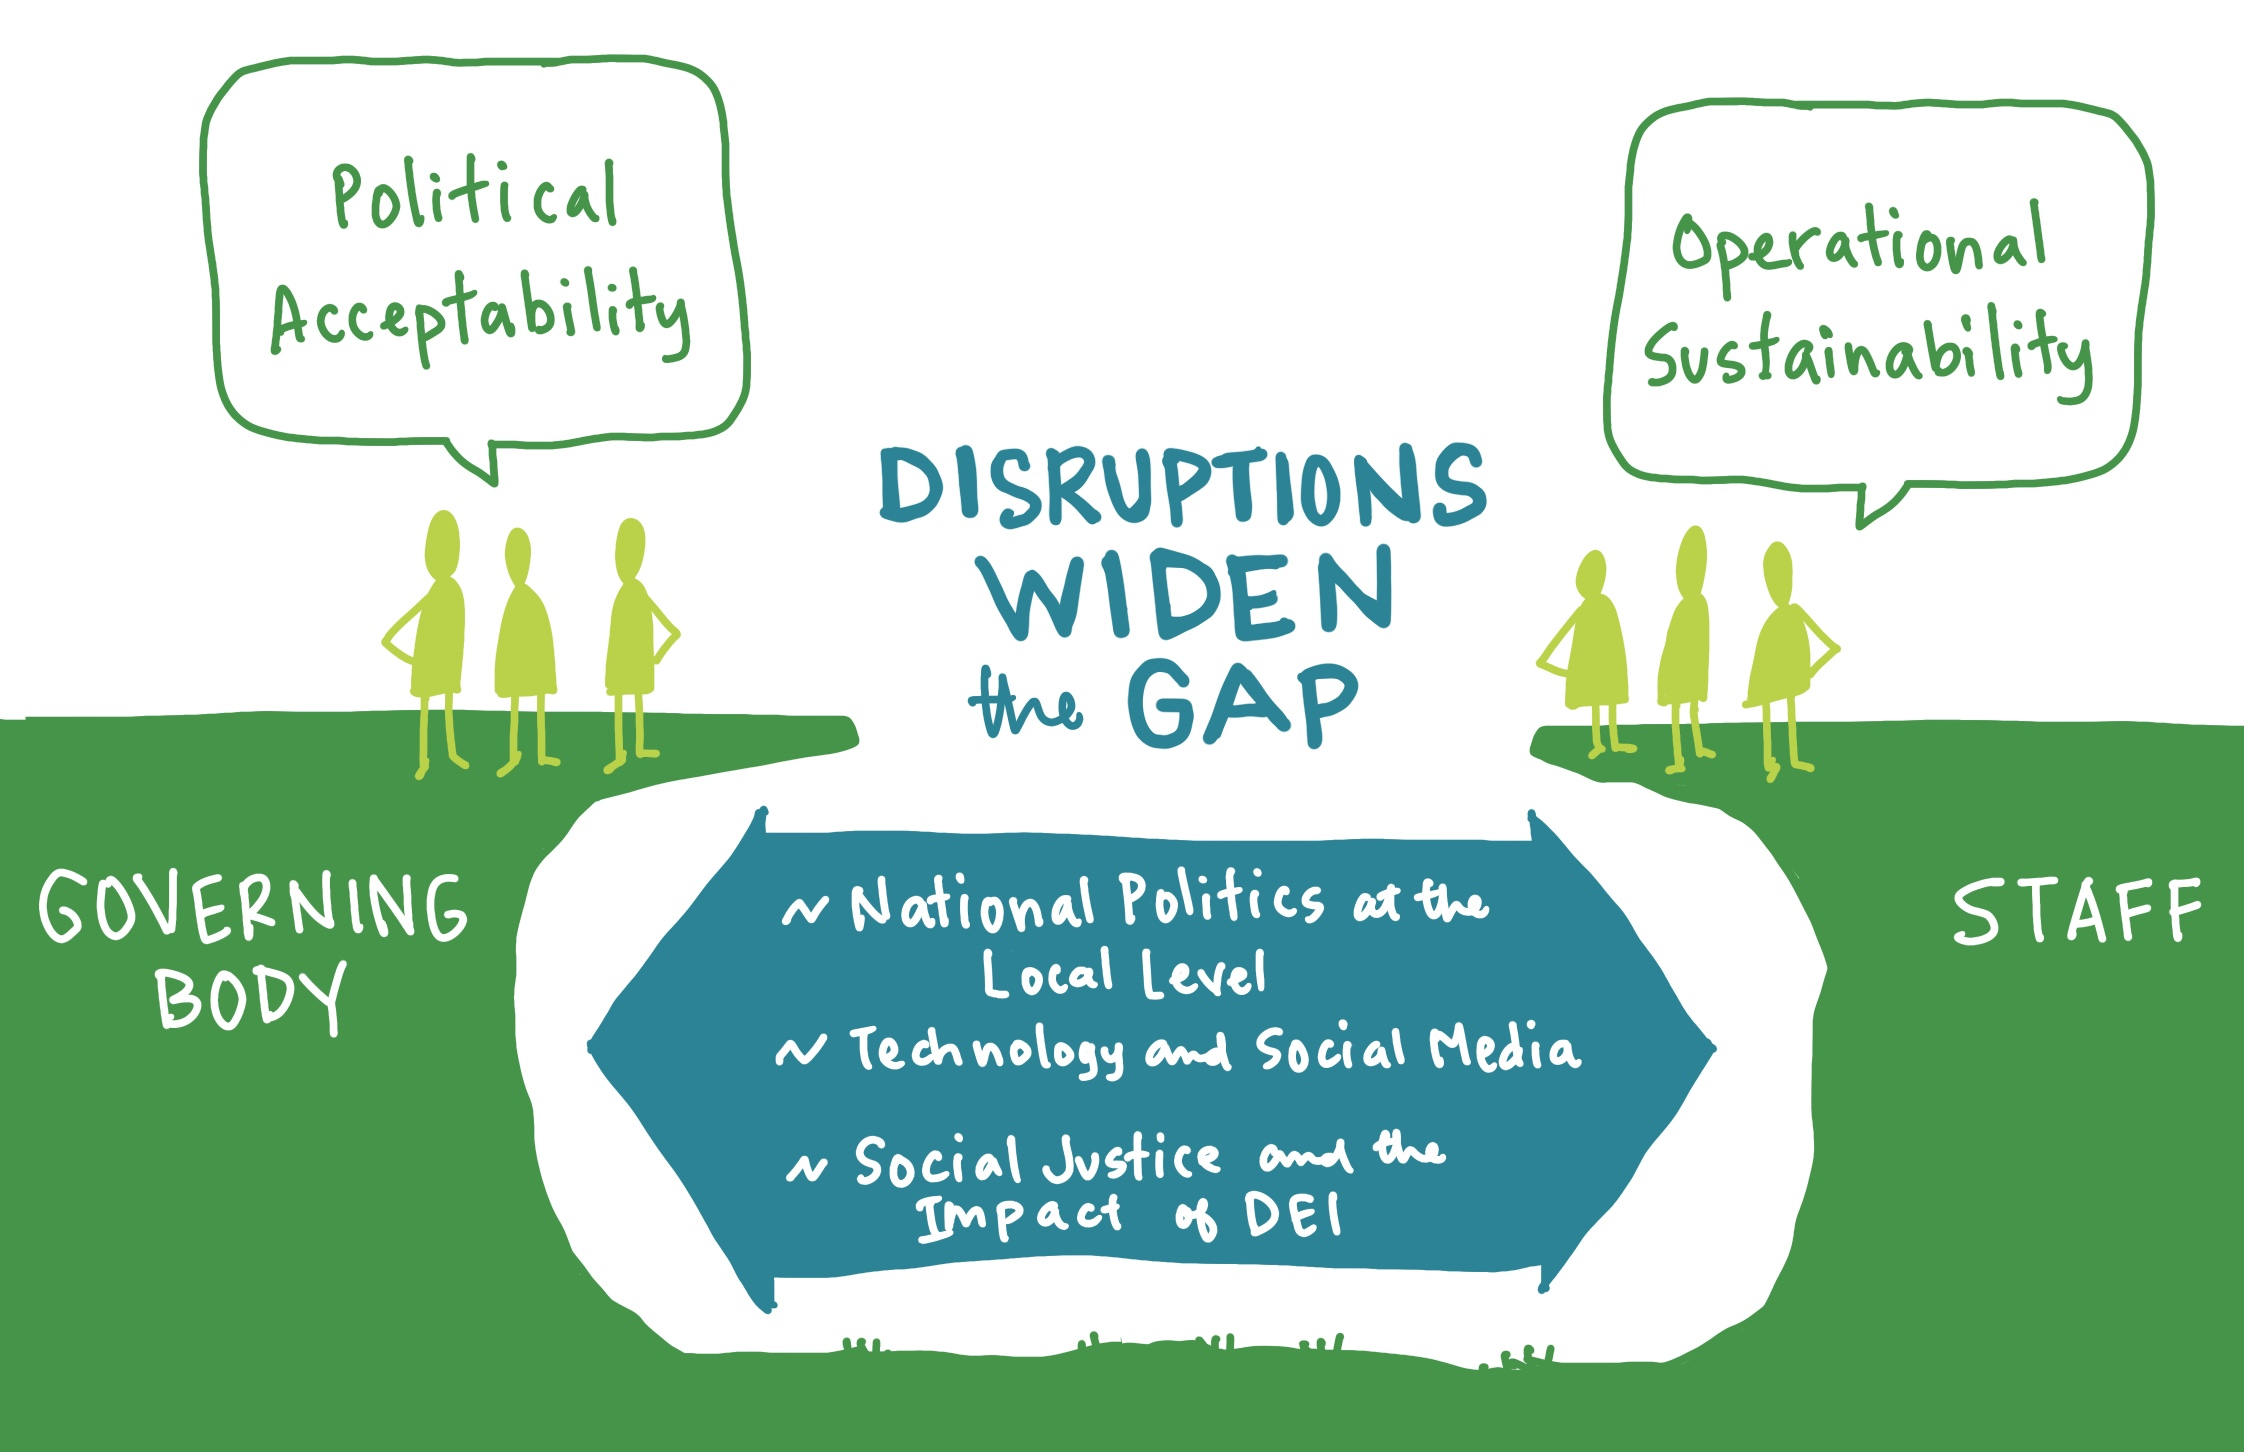 Political
Acceptability
Operational
Sustainability
DISRUPTIONS
WIDEN
the GAP
GOVERNING
BODY
STAFF
~ National Politics at the
Local Level
~ Technology and Social Media
~ Social Justice and the
Impact of DEI